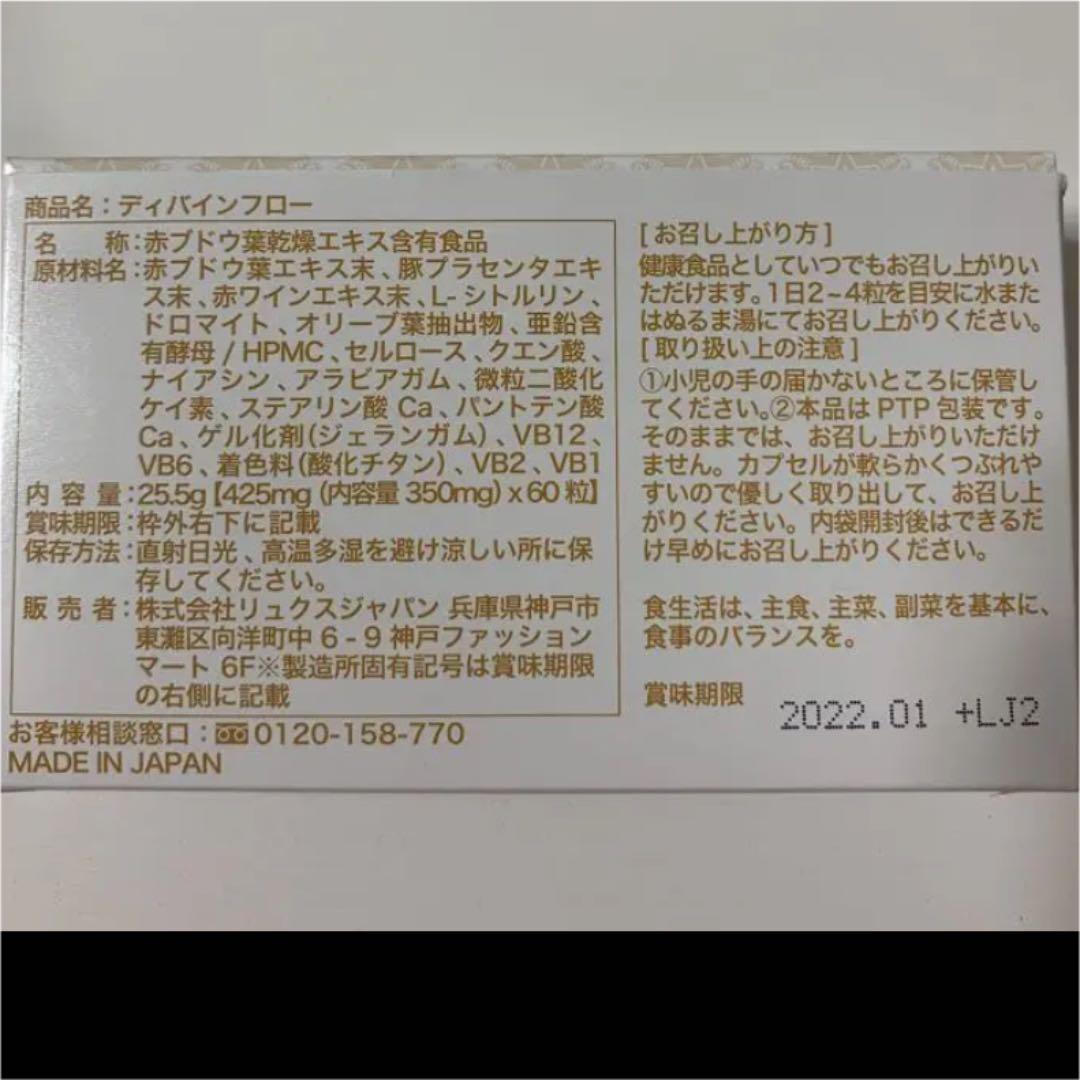 商品名：ディバインフロー
名 称：赤ブドウ葉乾燥エキス含有食品
原材料名：赤ブドウ葉エキス末、豚プラセンタエキ
ス末、赤ワインエキス末、L-シトルリン、
ドロマイト、オリーブ葉抽出物、亜鉛含
有酵母 / HPMC、セルロース、クエン酸、
ナイアシン、アラビアガム、微粒二酸化
ケイ素、ステアリン酸 Ca、パントテン酸
Ca、ゲル化剤（ジェランガム）、VB12、
VB6、着色料（酸化チタン）、VB2、VB1
内 容 量：25.5g【425mg（内容量 350mg）x 60 粒】
賞味期限：枠外右下に記載
保存方法：直射日光、高温多湿を避け涼しい所に保
存してください。
販 売 者：株式会社リュクスジャパン 兵庫県神戸市
東灘区向洋町中 6 - 9 神戸ファッション
マート 6F※製造所固有記号は賞味期限
の右側に記載
お客様相談窓口：0120-158-770
MADE IN JAPAN
[ お召し上がり方 ]
健康食品としていつでもお召し上がりい
ただけます。1日2～4粒を目安に水また
はぬるま湯にてお召し上がりください。
[ 取り扱い上の注意 ]
①小児の手の届かないところに保管し
てください。②本品は PTP 包装です。
そのままでは、お召し上がりいただけ
ません。カプセルが軟らかくつぶれや
すいので優しく取り出して、お召し上
がりください。内袋開封後はできるだ
け早めにお召し上がりください。
食生活は、主食、主菜、副菜を基本に、
食事のバランスを。
賞味期限 2022.01 +LJ2